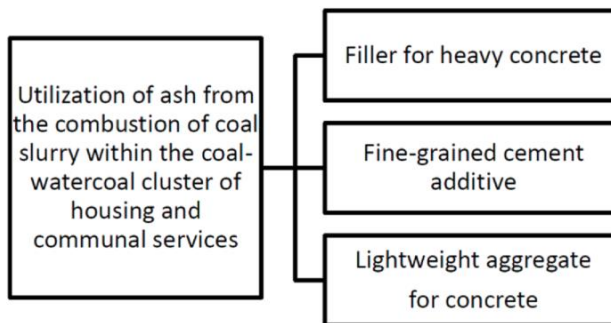 Utilization of ash from
the combustion of coal
slurry within the coal-
watercoal cluster of
housing and
communal services
Filler for heavy concrete
Fine-grained cement
additive
Lightweight aggregate
for concrete